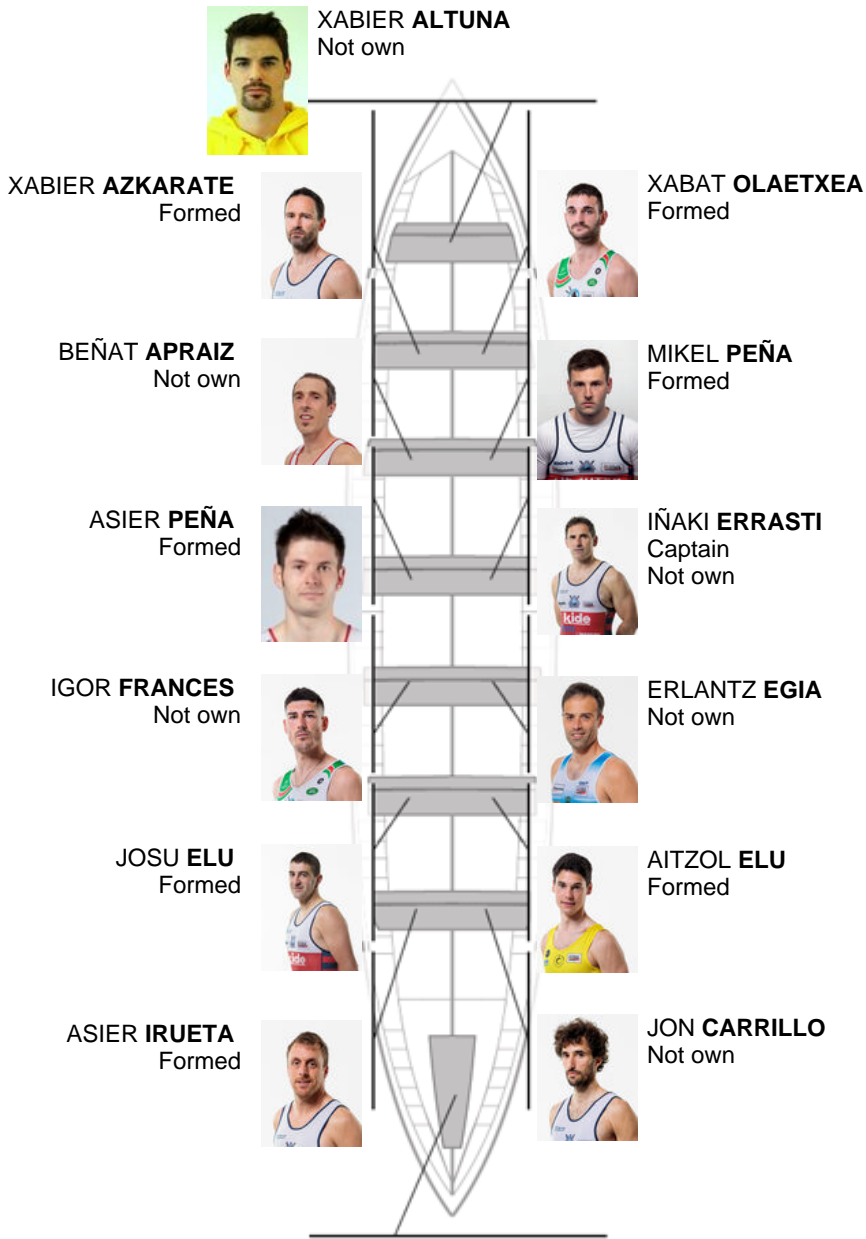 XABIER ALTUNA
Not own
XABIER AZKARATE
Formed
XABAT OLAETXEA
Formed
BEÑAT APRAIZ
Not own
MIKEL PEÑA
Formed
ASIER PEÑA
Formed
IÑAKI ERRASTI
Captain
Not own
kide
IGOR FRANCES
Not own
ERLANTZ EGIA
Not own
JOSU ELU
Formed
kide
AITZOL ELU
Formed
ASIER IRUETA
Formed
JON CARRILLO
Not own